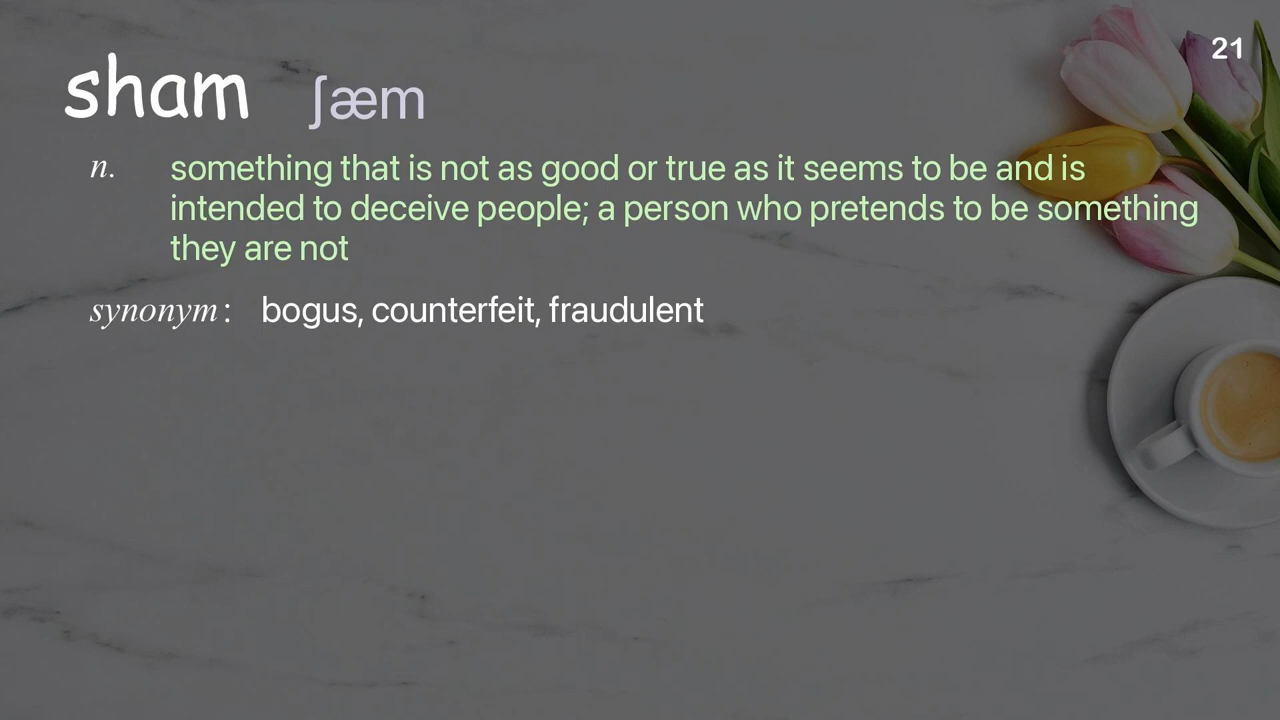 21
sham ʃæm
n. something that is not as good or true as it seems to be and is
intended to deceive people; a person who pretends to be something
they are not
synonym: bogus, counterfeit, fraudulent